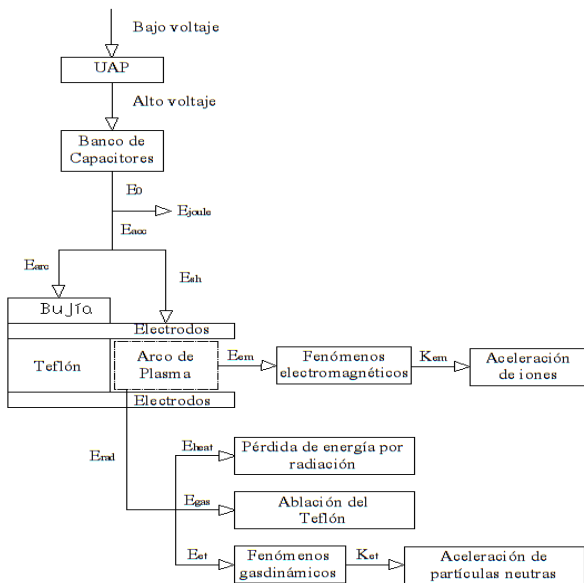 Bajo voltaje
UAP
Alto voltaje
Banco de
Capacitores
E0
Ejoule
Eacc
Earc
Esh
Bujía
Electrodos
Teflón
Arco de
Plasma
Eem
Fenómenos
electromagnéticos
Kem
Aceleración
de iones
Electrodos
Erad
Eheat
Pérdida de energía por
radiación
Egas
Ablación del
Teflón
Eet
Fenómenos
gasdinámicos
Ket
Aceleración de
partículas neutras